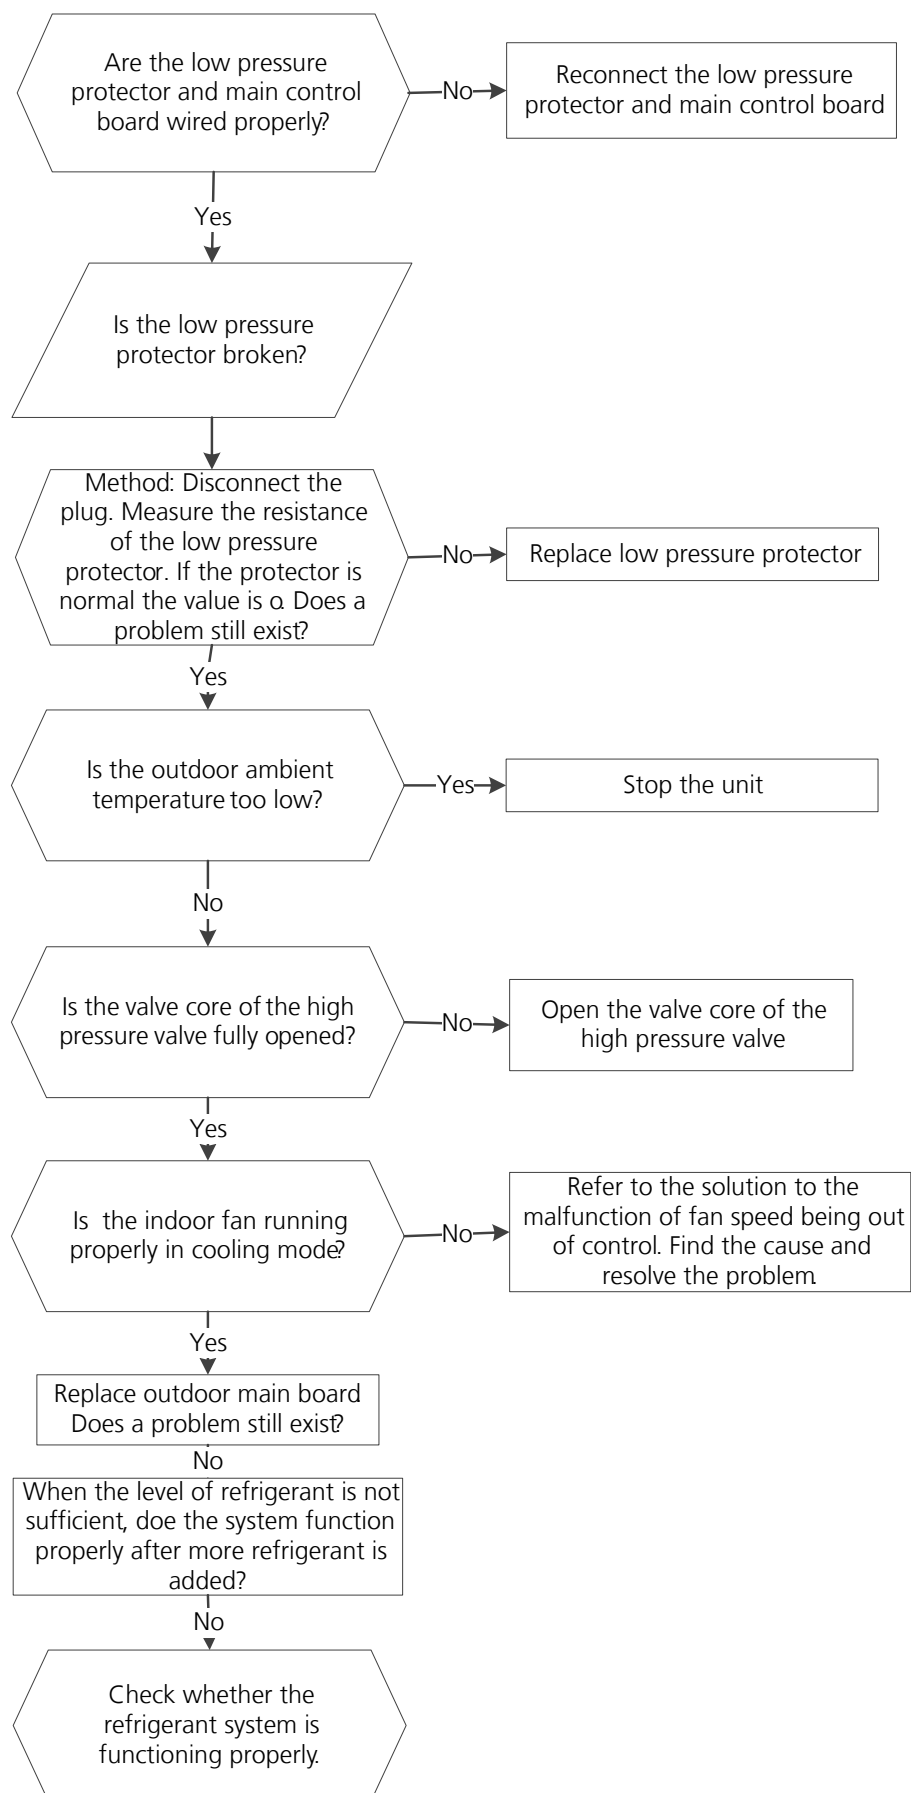 Are the low pressure
protector and main control
board wired properly?
No
Reconnect the low pressure
protector and main control board
Yes
Is the low pressure
protector broken?
Method: Disconnect the
plug. Measure the resistance
of the low pressure
protector. If the protector is
normal the value is o. Does a
problem still exist?
No
Replace low pressure protector
Yes
Is the outdoor ambient
temperature too low?
Yes
Stop the unit
No
Is the valve core of the high
pressure valve fully opened?
No
Open the valve core of the
high pressure valve
Yes
Is the indoor fan running
properly in cooling mode?
No
Refer to the solution to the
malfunction of fan speed being out
of control. Find the cause and
resolve the problem.
Yes
Replace outdoor main board.
Does a problem still exist?
No
When the level of refrigerant is not
sufficient, doe the system function
properly after more refrigerant is
added?
No
Check whether the
refrigerant system is
functioning properly.